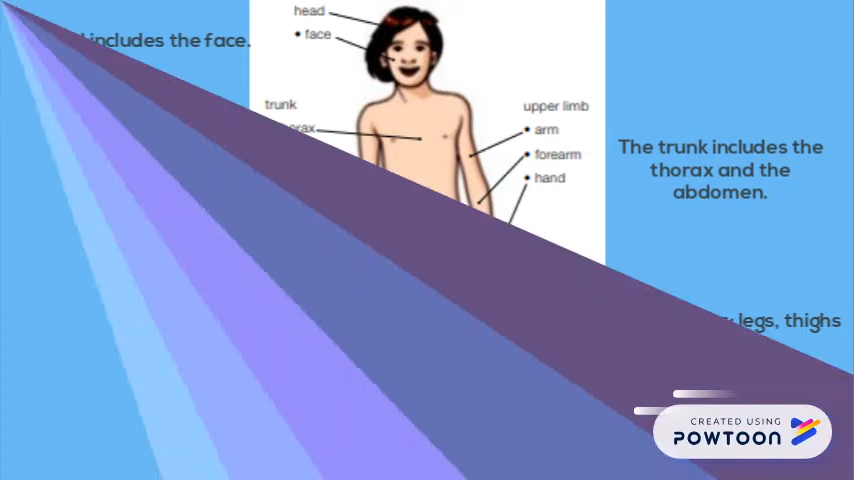 includes the face.
head
• face
trunk
upper limb
• arm
• forearm
• hand
The trunk includes the
thorax and the
abdomen.
legs, thighs
CREATED USING
POWTOON